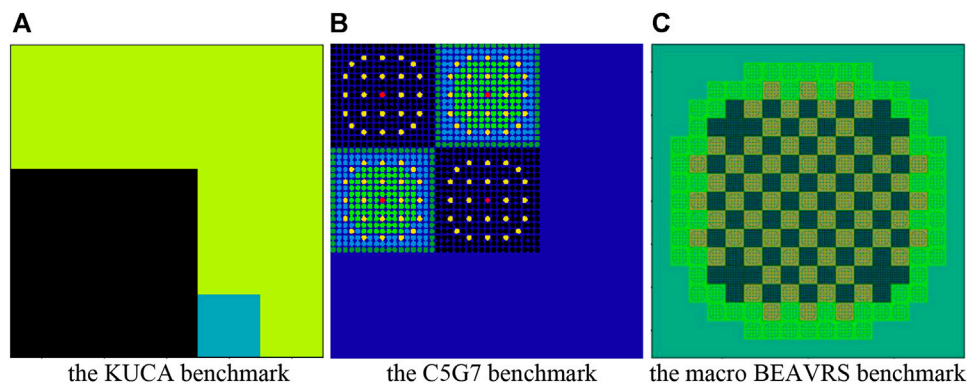 A
B
C
the KUCA benchmark
the C5G7 benchmark
the macro BEAVRS benchmark